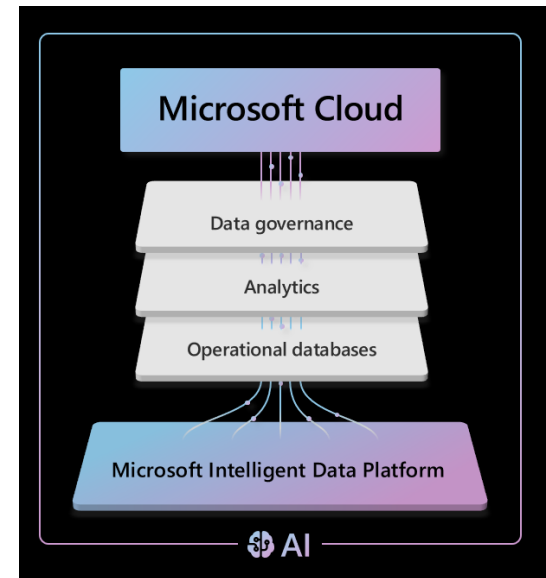 Microsoft Cloud
Data governance
Analytics
Operational databases
Microsoft Intelligent Data Platform
AI